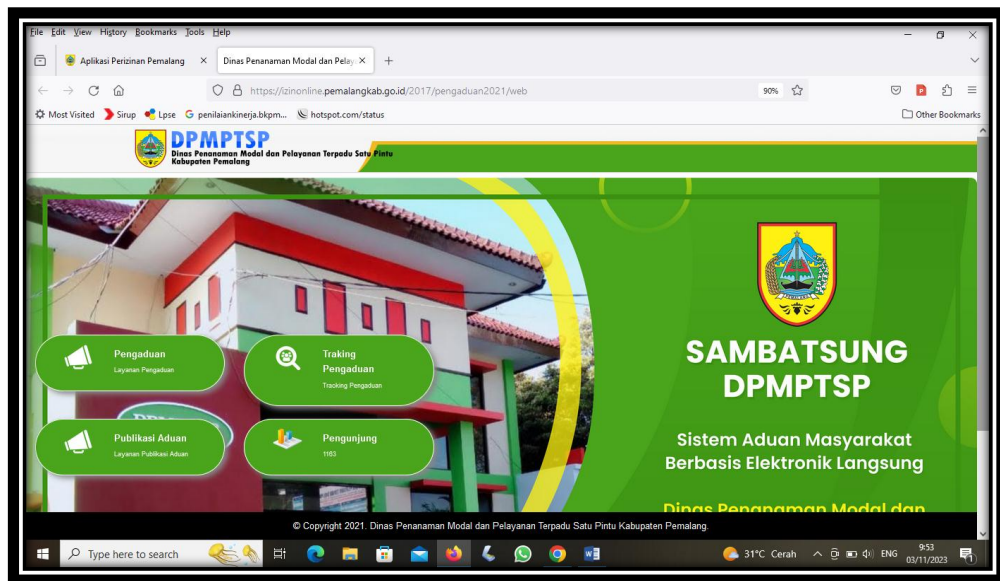 File Edit View History Bookmarks Tools Help
Aplikasi Perizinan Pemalang
Dinas Penanaman Modal dan Pelay
https://izinonline.pemalangkab.go.id/2017/pengaduan2021/web
90%
Most Visited Sirup Lpse penilaiankinerja.bkpm... hotspot.com/status
Other Bookmarks
DPMPTSP
Dinas Penanaman Modal dan Pelayanan Terpadu Satu Pintu
Kabupaten Pemalang
Pengaduan
Layanan Pengaduan
Traking
Pengaduan
Tracking Pengaduan
Publikasi Aduan
Layanan Publikasi Aduan
Pengunjung
1163
SAMBATSUNG
DPMPTSP
Sistem Aduan Masyarakat
Berbasis Elektronik Langsung
Dinas Penanaman Modal dan
© Copyright 2021. Dinas Penanaman Modal dan Pelayanan Terpadu Satu Pintu Kabupaten Pemalang.
Type here to search
31°C Cerah
ENG
9:53
03/11/2023